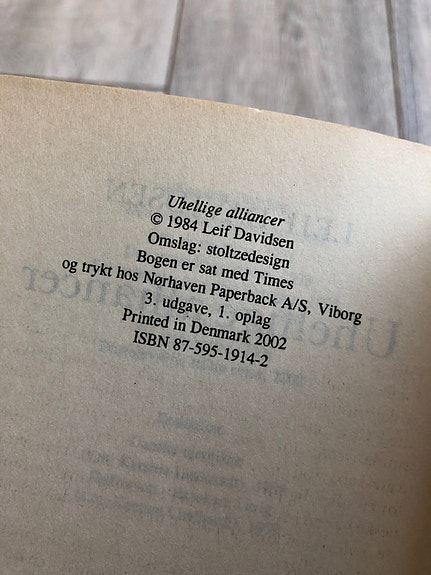 Uhellige alliancer
© 1984 Leif Davidsen
Omslag: stoltzedesign
Bogen er sat med Times
og trykt hos Nørhaven Paperback A/S, Viborg
3. udgave, 1. oplag
Printed in Denmark 2002
ISBN 87-595-1914-2